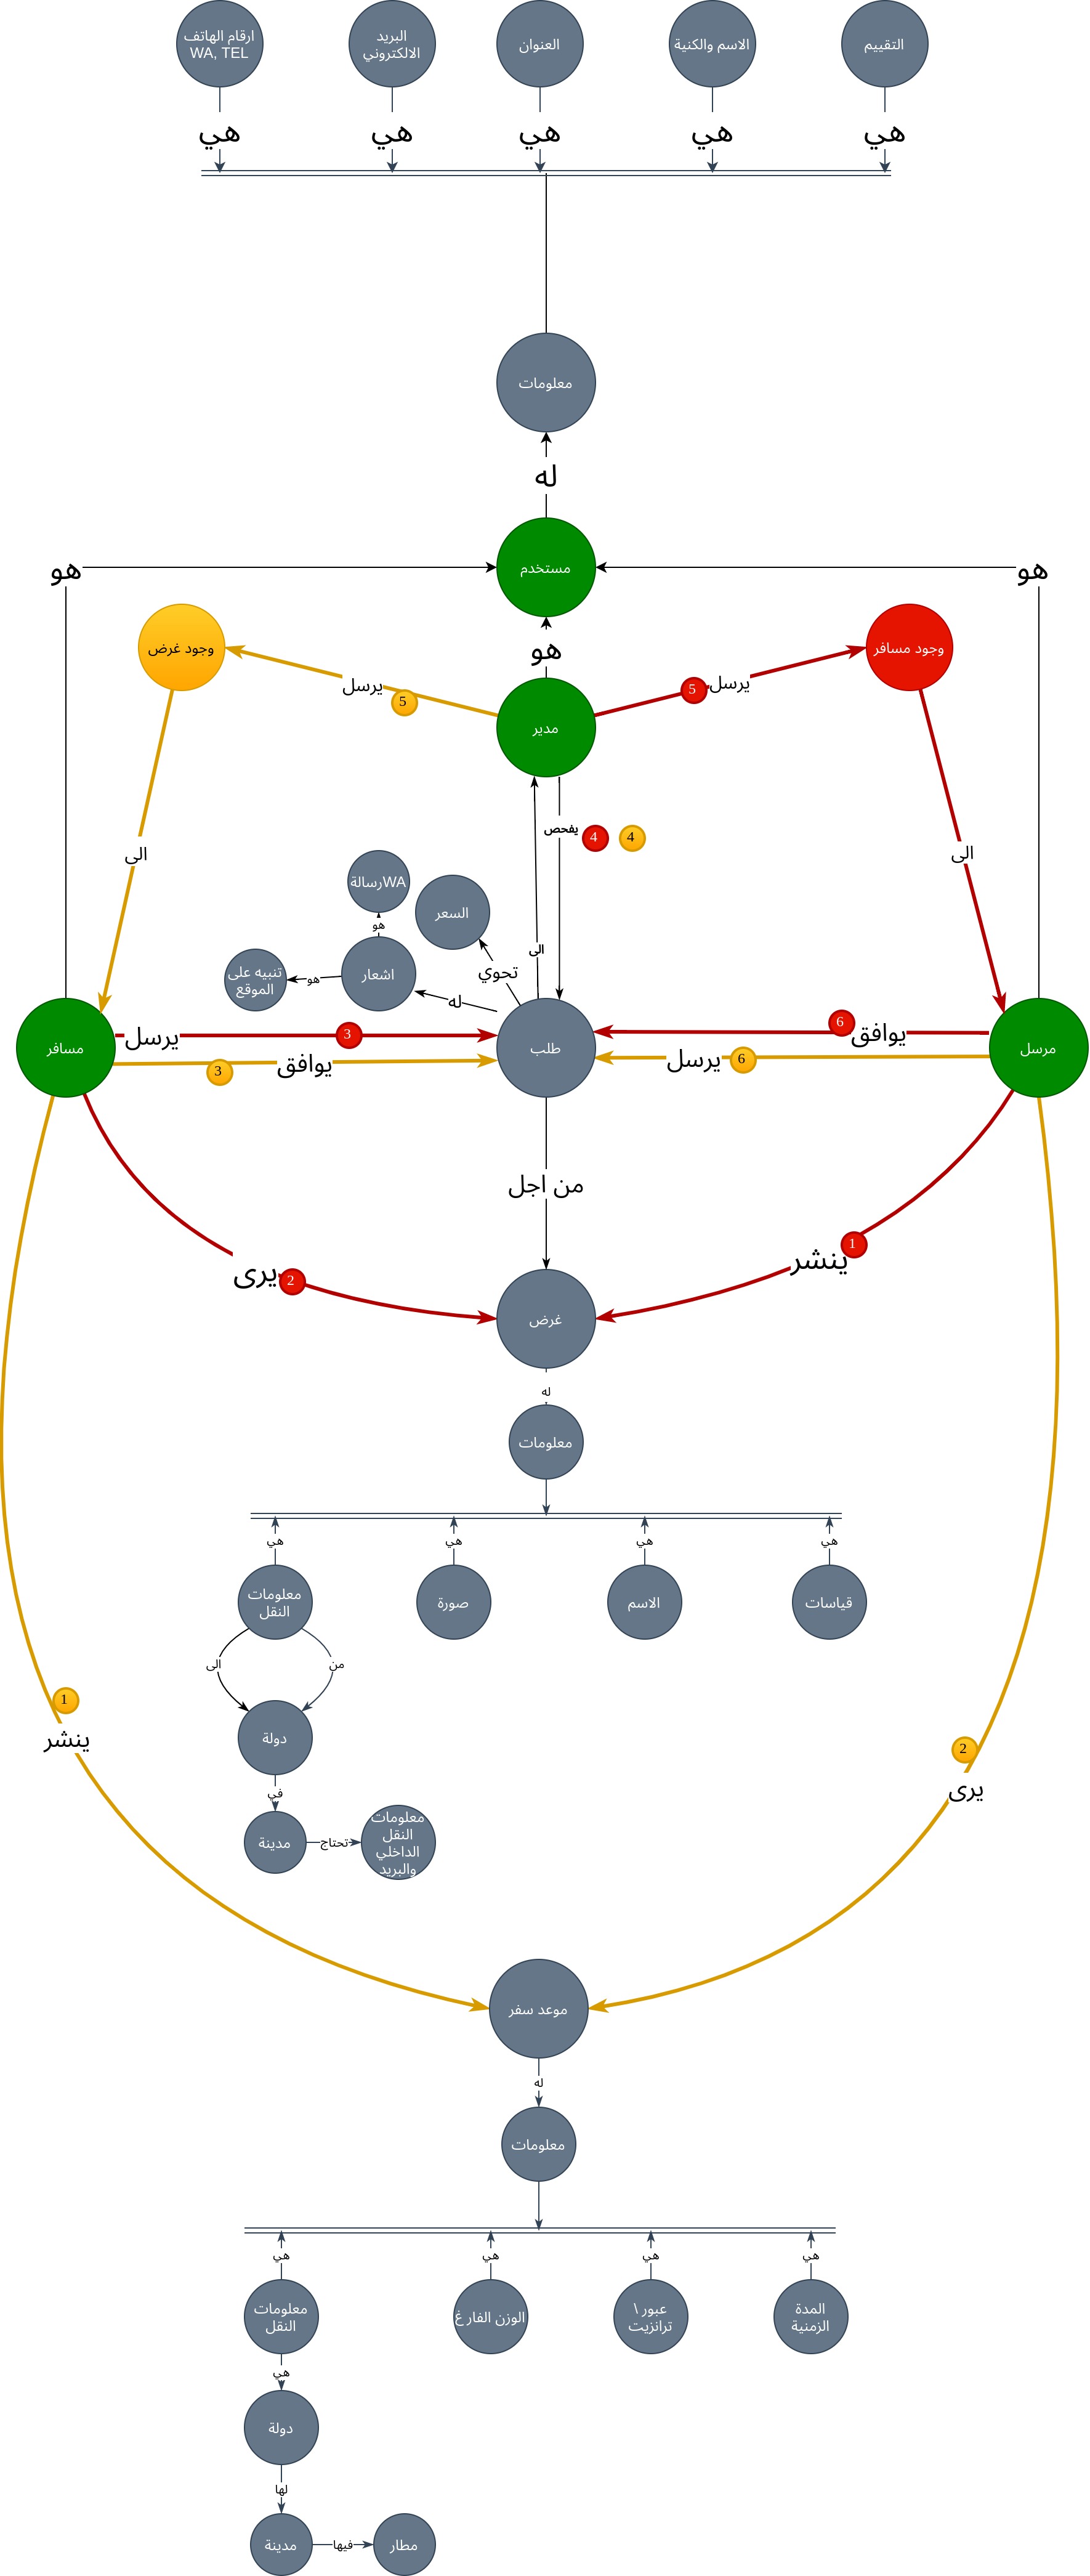 ارقام الهاتف
WA, TEL
البريد
الالكتروني
العنوان
الاسم والكنية
التقييم
هي
هي
هي
هي
هي
معلومات
له
مستخدم
هو
هو
هو
وجود غرض
وجود مسافر
يرسل
5
مدير
5
يرسل
يفحص
4
4
الى
الى
رسالةWA
هو
السعر
اشعار
هو
تنبيه على
الموقع
تحوي
له
الى
مسافر
يرسل
3
3
يوافق
طلب
6
يوافق
يرسل
6
مرسل
من اجل
يرى
2
ينشر
1
غرض
له
معلومات
هي
هي
هي
هي
معلومات
النقل
صورة
الاسم
قياسات
الى
من
دولة
في
مدينة
تحتاج
معلومات
النقل
الداخلي
والبريد
1
ينشر
2
يرى
موعد سفر
له
معلومات
هي
هي
هي
هي
معلومات
النقل
الوزن الفار غ
عبور \
ترانزيت
المدة
الزمنية
هي
دولة
لها
مدينة
فيها
مطار